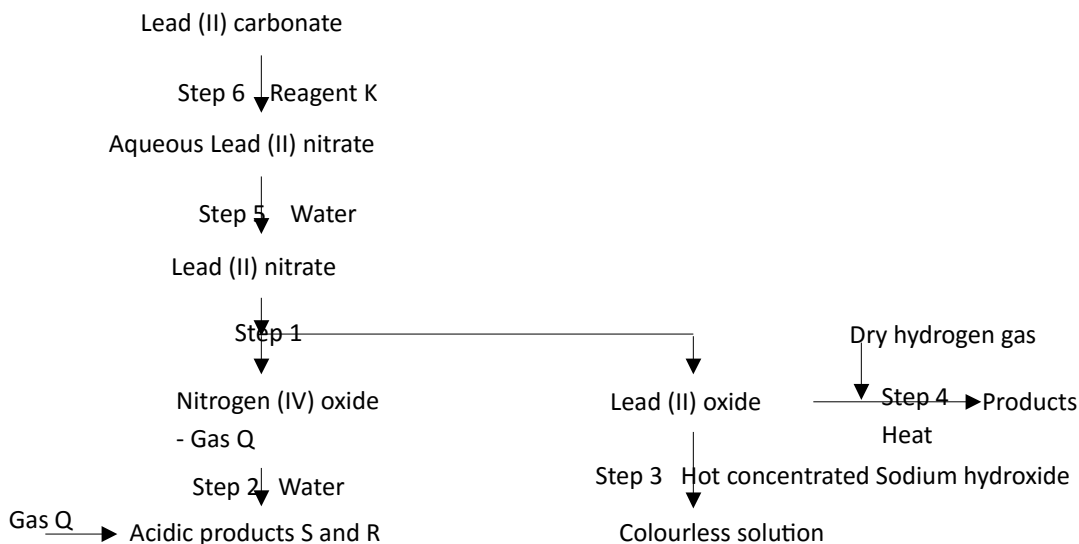 Lead (II) carbonate
Step 6 Reagent K
Aqueous Lead (II) nitrate
Step 5 Water
Lead (II) nitrate
Step 1
Dry hydrogen gas
Nitrogen (IV) oxide
- Gas Q
Lead (II) oxide
Step 4
Heat
Products
Step 2 Water
Step 3 Hot concentrated Sodium hydroxide
Gas Q
Acidic products S and R
Colourless solution